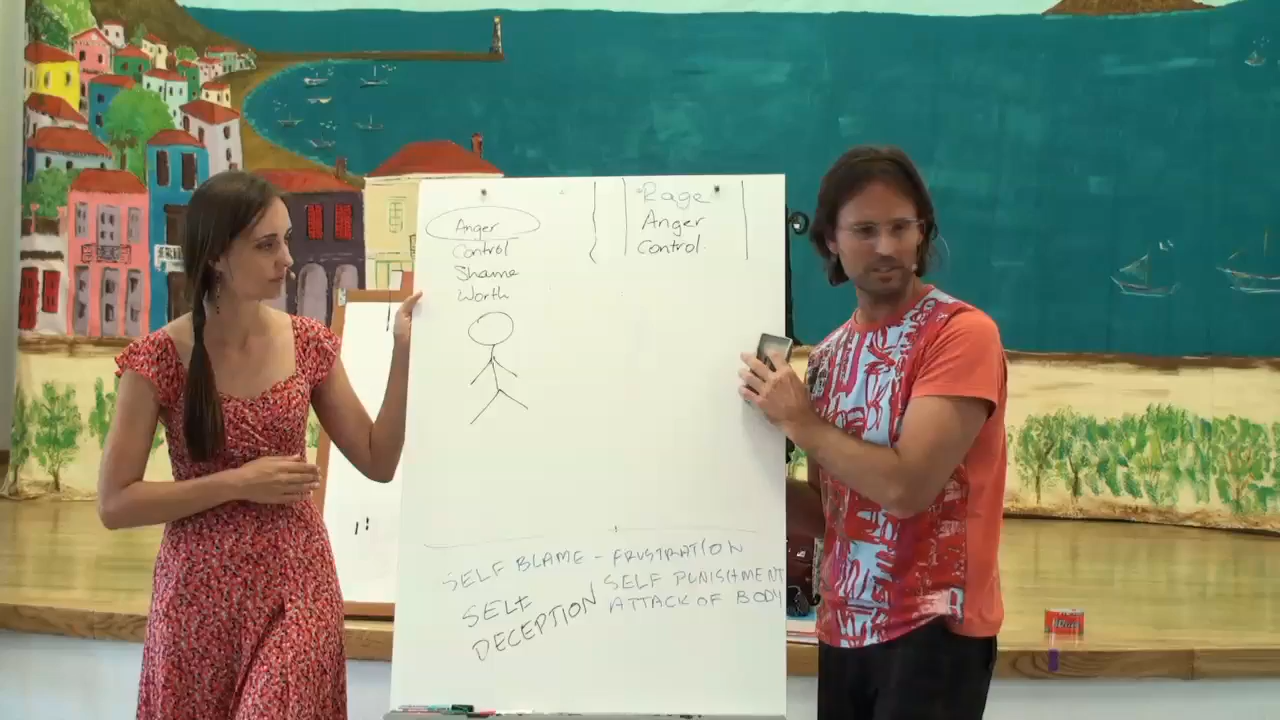 Anger
Control
Shame
Worth
Rage
Anger
Control
SELF BLAME - FRUSTRATION
SELF
DECEPTION
SELF PUNISHMENT
ATTACK OF BODY